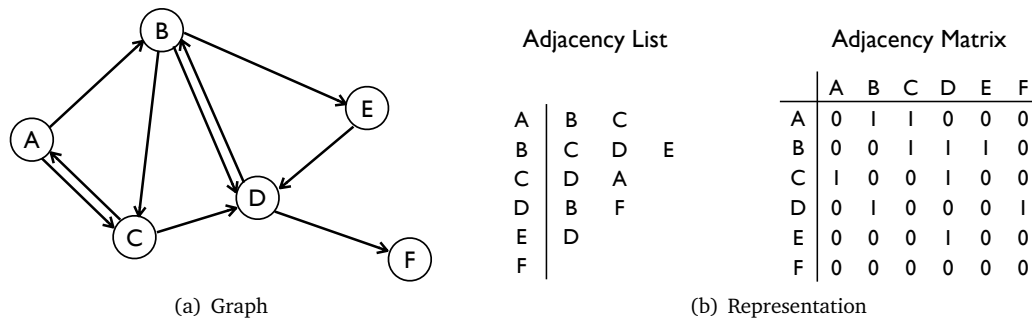 B
E
A
D
C
F
(a) Graph
Adjacency List
A B C
B C D E
C D A
D B F
E D
F
Adjacency Matrix
A B C D E F
A 0 1 1 0 0 0
B 0 0 1 1 1 0
C 1 0 0 1 0 0
D 0 1 0 0 0 1
E 0 0 0 1 0 0
F 0 0 0 0 0 0
(b) Representation